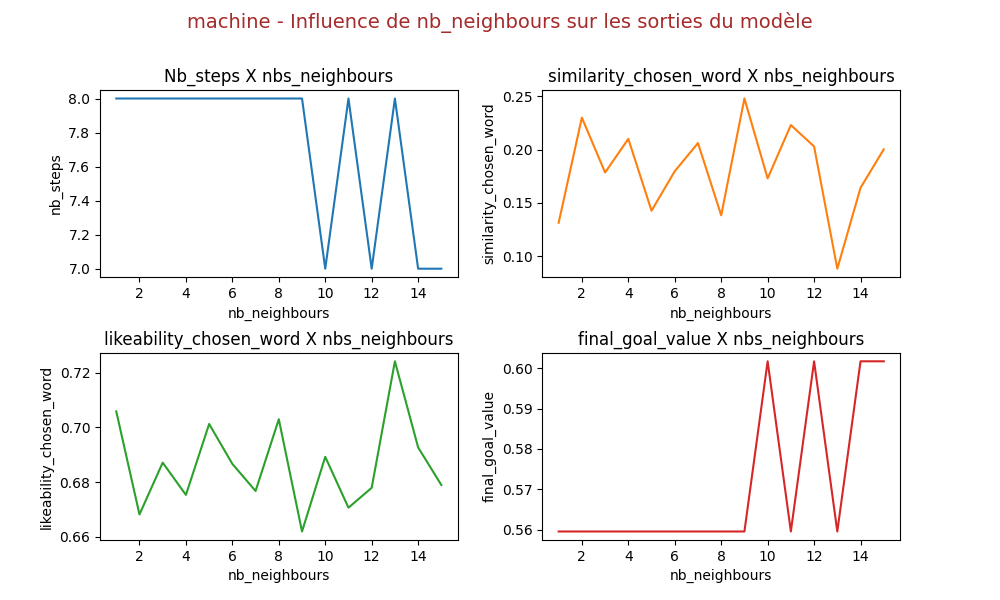 machine - Influence de nb_neighbours sur les sorties du modèle
Nb_steps X nbs_neighbours
8.0
7.8
7.6
7.4
7.2
7.0
nb_steps
2 4 6 8 10 12 14
nb_neighbours
similarity_chosen_word X nbs_neighbours
0.25
0.20
0.15
0.10
similarity_chosen_word
2 4 6 8 10 12 14
nb_neighbours
likeability_chosen_word X nbs_neighbours
0.72
0.70
0.68
0.66
likeability_chosen_word
2 4 6 8 10 12 14
nb_neighbours
final_goal_value X nbs_neighbours
0.60
0.59
0.58
0.57
0.56
final_goal_value
2 4 6 8 10 12 14
nb_neighbours